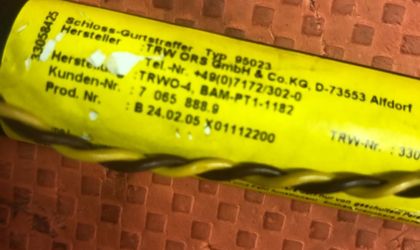 33058425
Schloss-Gurtstraffer Typ 95023
Hersteller : TRW ORS GmbH & Co.KG, D-73553 Alfdorf
Tel.-Nr. +49(0)7172/302-0
:TRWO-4, BAM-PT1-1182
Kunden-Nr. : 7 065 888.9
Prod. Nr. : B 24.02.05 X01112200
TRW-Nr. : 330